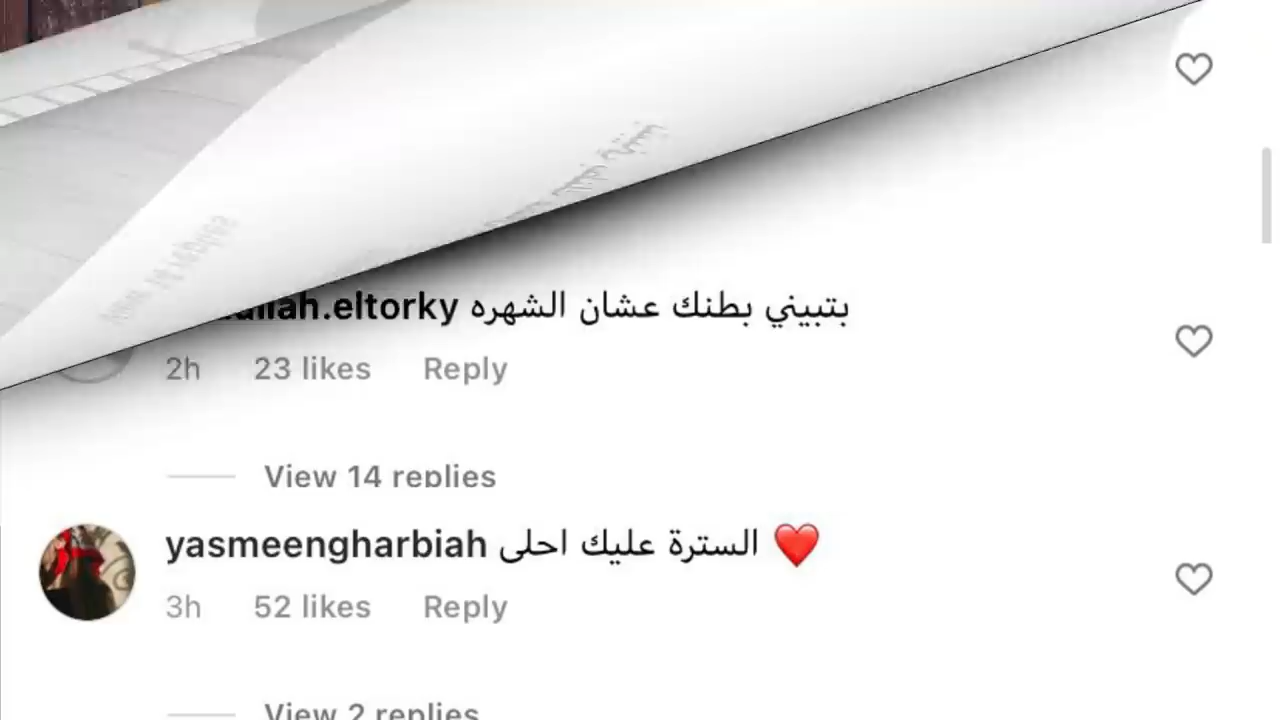 .eltorky بتبيني بطنك عشان الشهره
2h 23 likes Reply
View 14 replies
yasmeengharbiah السترة عليك احلى ❤️
3h 52 likes Reply
View 2 replies